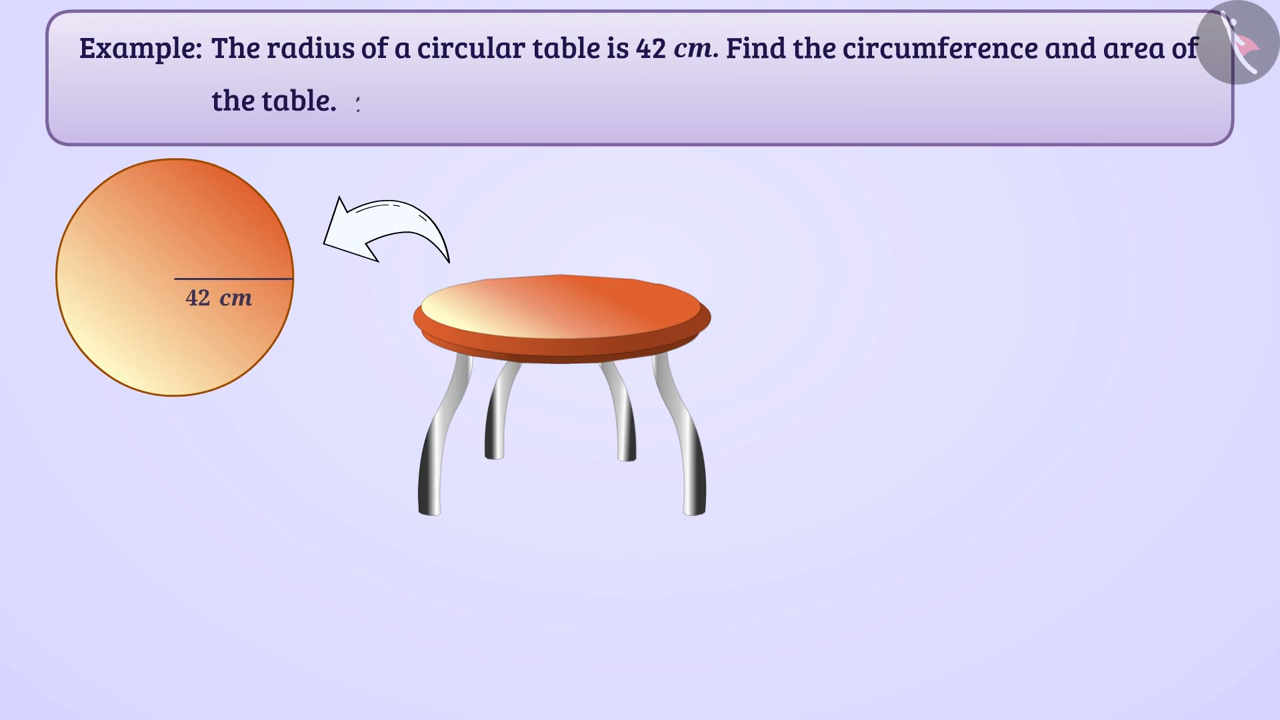 Example: The radius of a circular table is 42 cm. Find the circumference and area of
the table.
42 cm